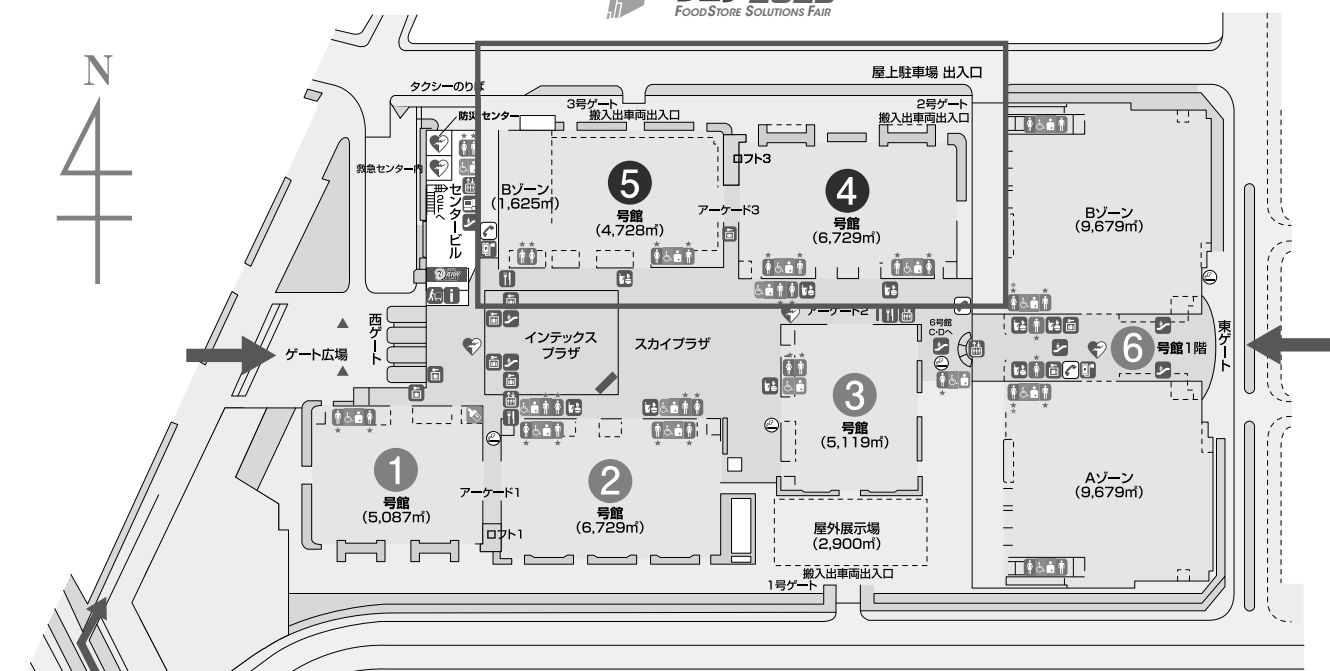 FOODSTORE SOLUTIONS FAIR
N
屋上駐車場 出入口
タクシーのりば
3号ゲート
搬入出車両出入口
2号ゲート
搬入出車両出入口
防災センター
救急センター内
2Fへ
センタービル
Bゾーン
(1,625㎡)
5
号館
(4,728㎡)
ロフト3
アーケード3
4
号館
(6,729㎡)
Bゾーン
(9,679㎡)
西ゲート
ゲート広場
インテックス
プラザ
スカイプラザ
アーケード2
6号館
C・Dへ
6
号館1階
東ゲート
3
号館
(5,119㎡)
1
号館
(5,087㎡)
アーケード1
ロフト1
2
号館
(6,729㎡)
Aゾーン
(9,679㎡)
屋外展示場
(2,900㎡)
搬入出車両出入口
1号ゲート